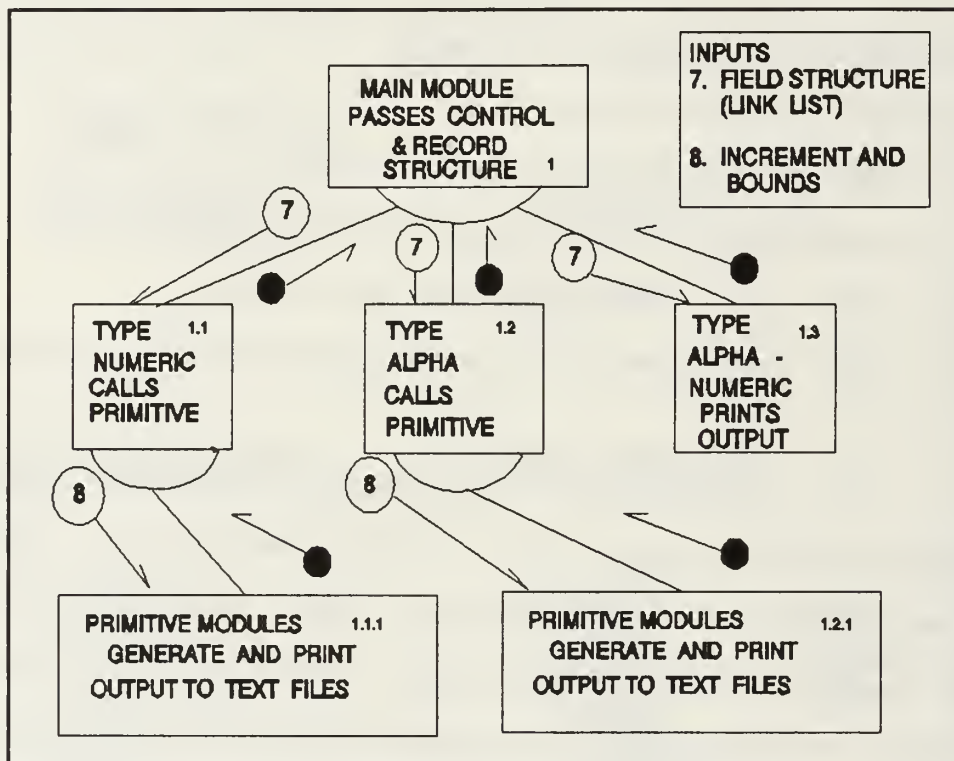 MAIN MODULE
PASSES CONTROL
& RECORD
STRUCTURE 1
INPUTS
7. FIELD STRUCTURE
(LINK LIST)
8. INCREMENT AND
BOUNDS
7
7
7
TYPE 1.1
NUMERIC
CALLS
PRIMITIVE
TYPE 1.2
ALPHA
CALLS
PRIMITIVE
TYPE 1.3
ALPHA -
NUMERIC
PRINTS
OUTPUT
8
8
PRIMITIVE MODULES 1.1.1
GENERATE AND PRINT
OUTPUT TO TEXT FILES
PRIMITIVE MODULES 1.2.1
GENERATE AND PRINT
OUTPUT TO TEXT FILES